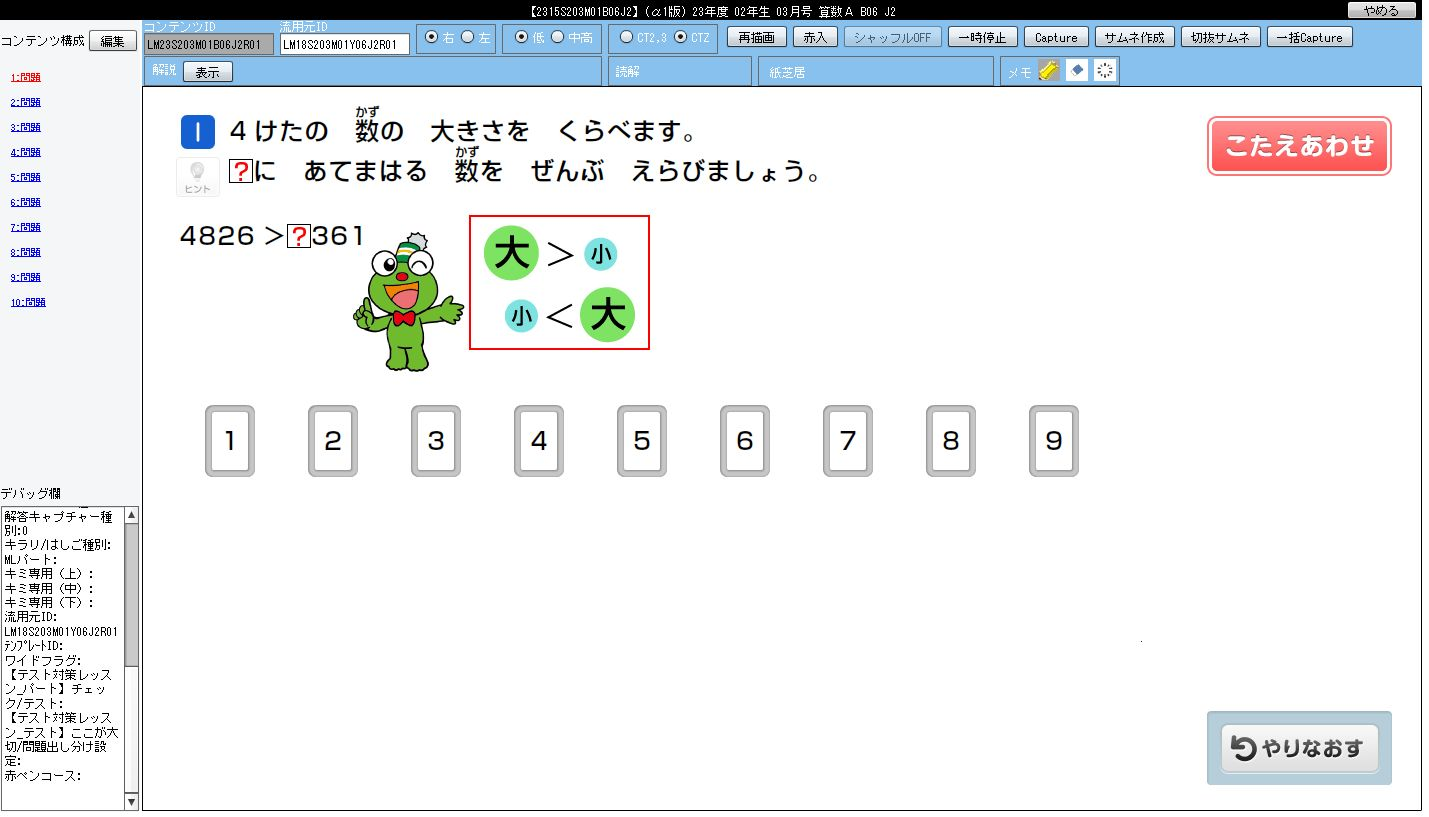 【2315S203M01B06J2】(α1版) 23年度 02年生 03月号 算数A B06 J2
やめる
コンテンツ構成
編集
コンテンツID
LM23S203M01B06J2R01
流用元ID
LM18S203M01Y06J2R01
右 左
低 中高
CT2,3 CTZ
再描画
赤入
シャッフルOFF
一時停止
Capture
サムネ作成
切抜サムネ
一括Capture
解説
表示
読解
紙芝居
メモ
1:問題
2:問題
3:問題
4:問題
5:問題
6:問題
7:問題
8:問題
9:問題
10:問題
かず
1 4けたの 数の 大きさを くらべます。
かず
ヒント
?に あてまはる 数を ぜんぶ えらびましょう。
こたえあわせ
4826 >?361
大 > 小
小 < 大
1 2 3 4 5 6 7 8 9
やりなおす
デバッグ欄
解答キャプチャー種
別:0
キラリ/はしご種別:
MLパート:
キミ専用(上):
キミ専用(中):
キミ専用(下):
流用元ID:
LM18S203M01Y06J2R01
テンプレートID:
ワイドフラグ:
【テスト対策レッス
ン_パート】チェッ
ク/テスト:
【テスト対策レッス
ン_テスト】ここが大
切/問題出し分け設
定:
赤ペンコース: